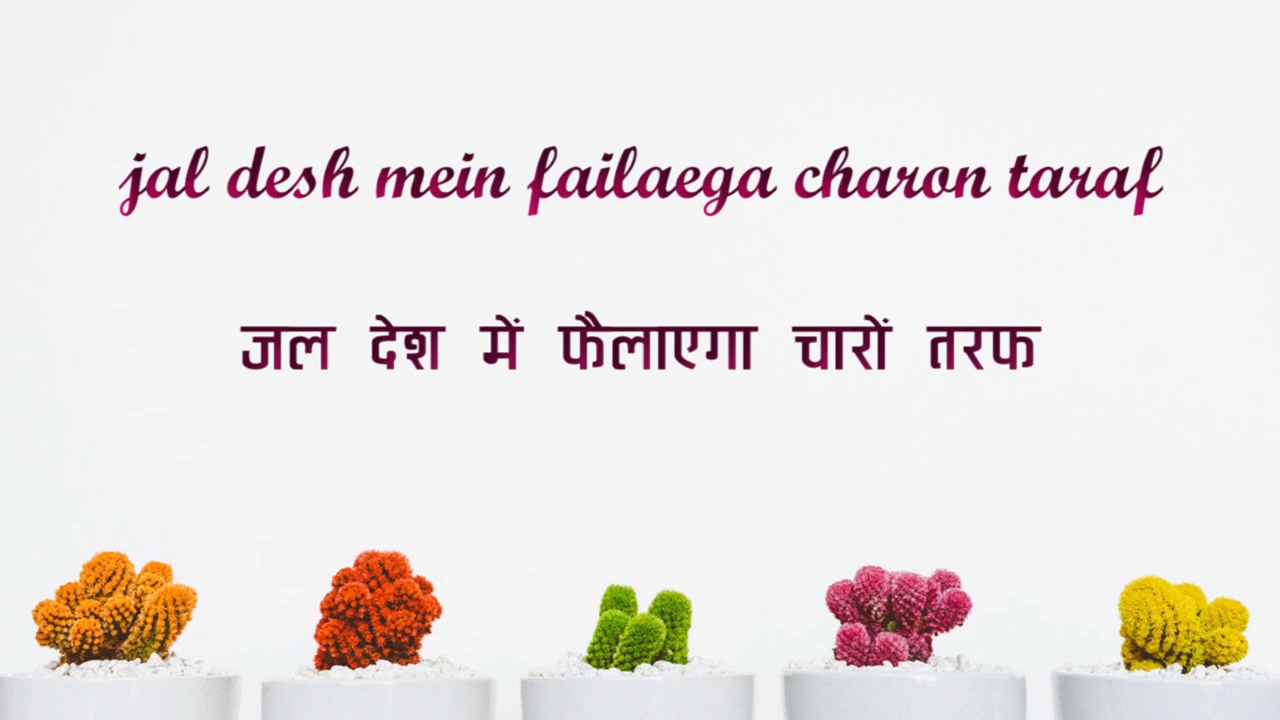 jal desh mein failaega charon taraf
जल देश में फैलाएगा चारों तरफ